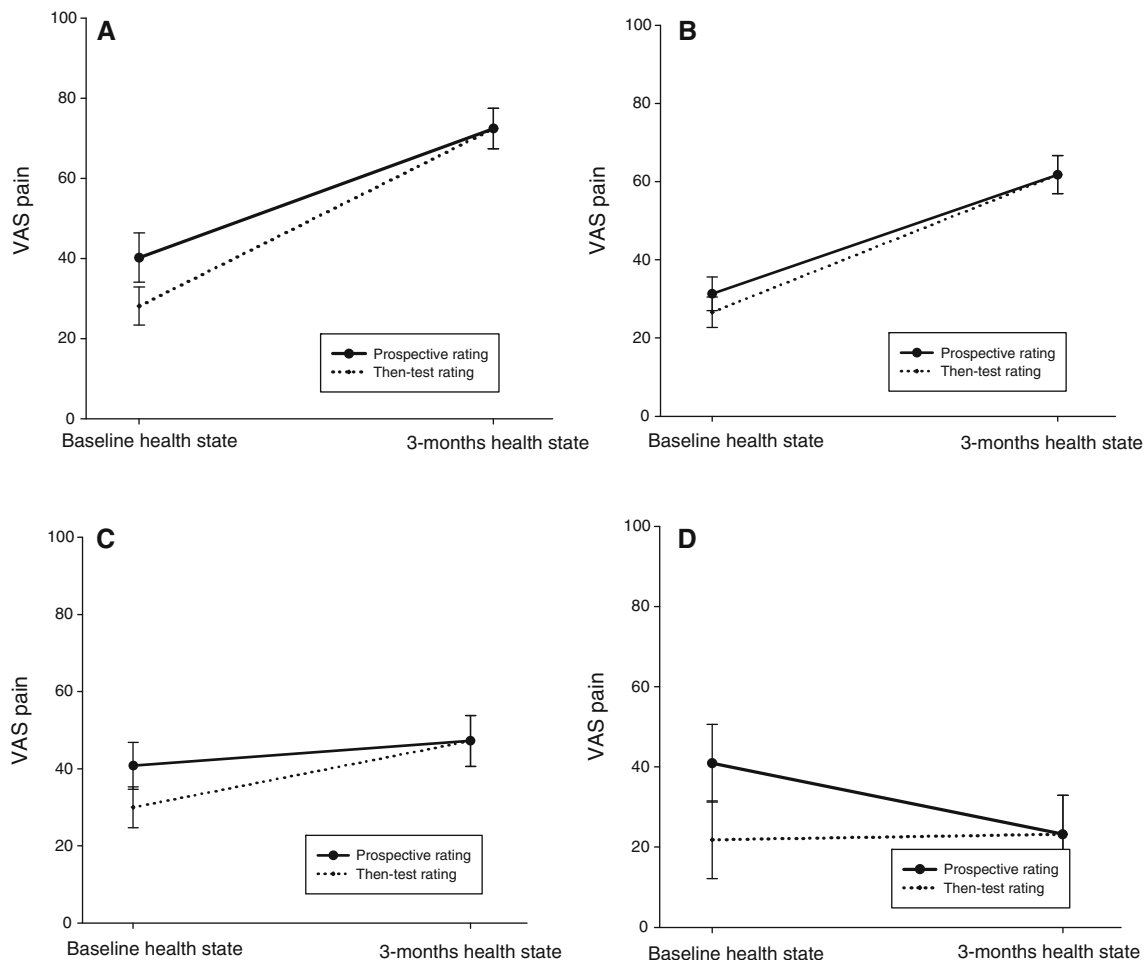 A
100
80
60
40
20
0
VAS pain
Prospective rating
Then-test rating
Baseline health state
3-months health state
B
100
80
60
40
20
0
VAS pain
Prospective rating
Then-test rating
Baseline health state
3-months health state
C
100
80
60
40
20
0
VAS pain
Prospective rating
Then-test rating
Baseline health state
3-months health state
D
100
80
60
40
20
0
VAS pain
Prospective rating
Then-test rating
Baseline health state
3-months health state